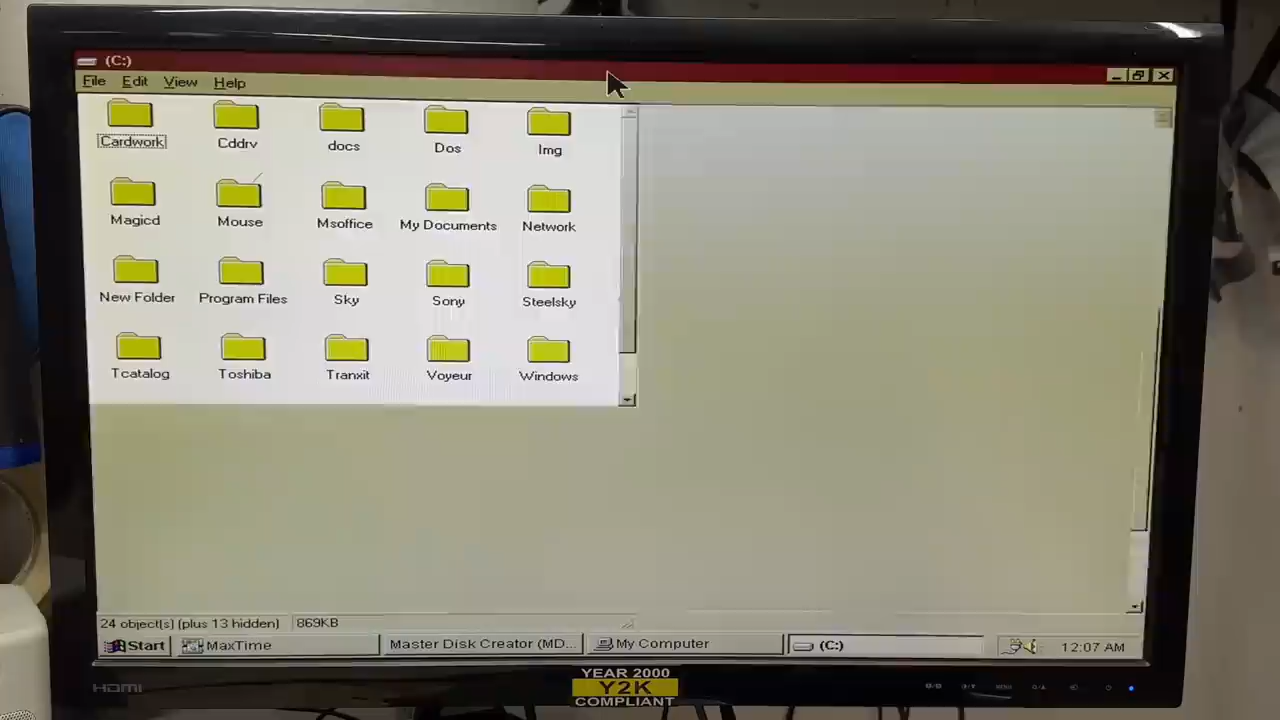 (C:)
File Edit View Help
Cardwork Cddrv docs Dos Img
Magicd Mouse Msoffice My Documents Network
New Folder Program Files Sky Sony Steelsky
Tcatalog Toshiba Tranxit Voyeur Windows
24 object(s) (plus 13 hidden) 869KB
Start MaxTime Master Disk Creator (MD... My Computer (C:) 12:07 AM
HDMI
YEAR 2000
Y2K
COMPLIANT